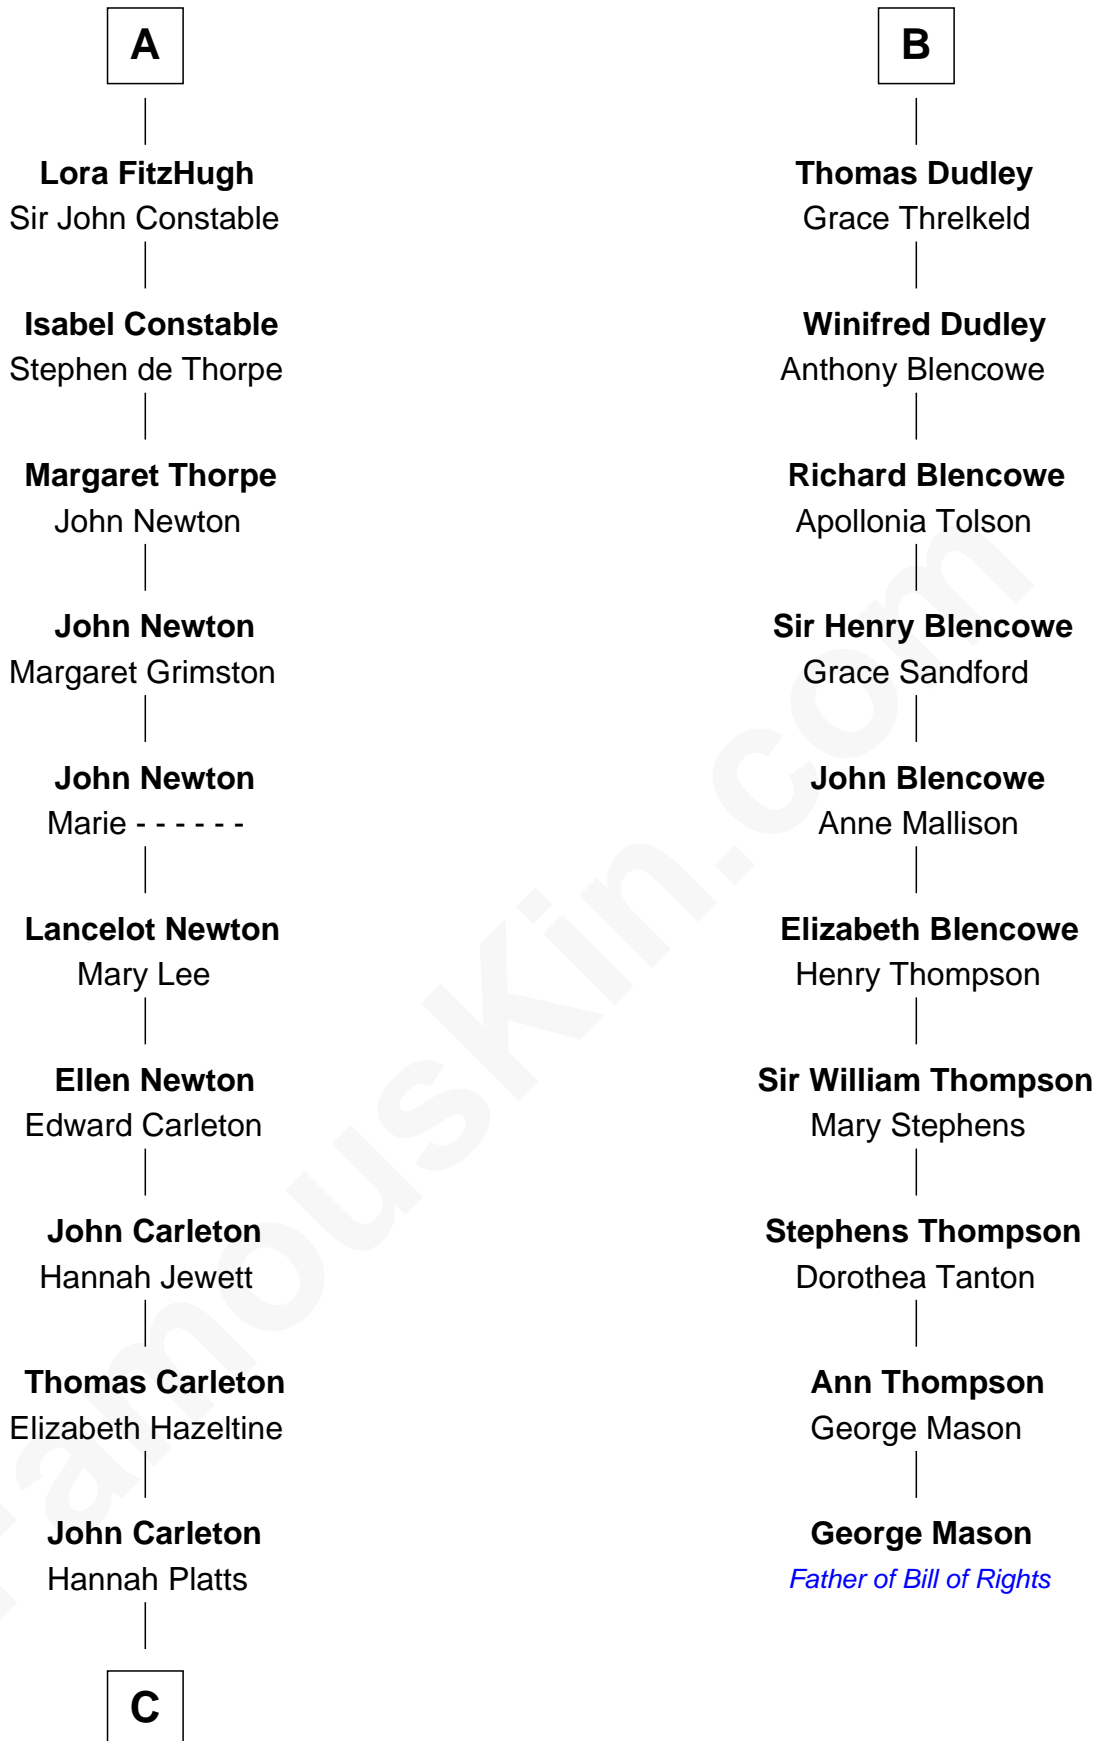 A
Lora FitzHugh
Sir John Constable
Isabel Constable
Stephen de Thorpe
Margaret Thorpe
John Newton
John Newton
Margaret Grimston
John Newton
Marie - - - - - -
Lancelot Newton
Mary Lee
Ellen Newton
Edward Carleton
John Carleton
Hannah Jewett
Thomas Carleton
Elizabeth Hazeltine
John Carleton
Hannah Platts
C
B
Thomas Dudley
Grace Threlkeld
Winifred Dudley
Anthony Blencowe
Richard Blencowe
Apollonia Tolson
Sir Henry Blencowe
Grace Sandford
John Blencowe
Anne Mallison
Elizabeth Blencowe
Henry Thompson
Sir William Thompson
Mary Stephens
Stephens Thompson
Dorothea Tanton
Ann Thompson
George Mason
George Mason
Father of Bill of Rights
FamousKin.com